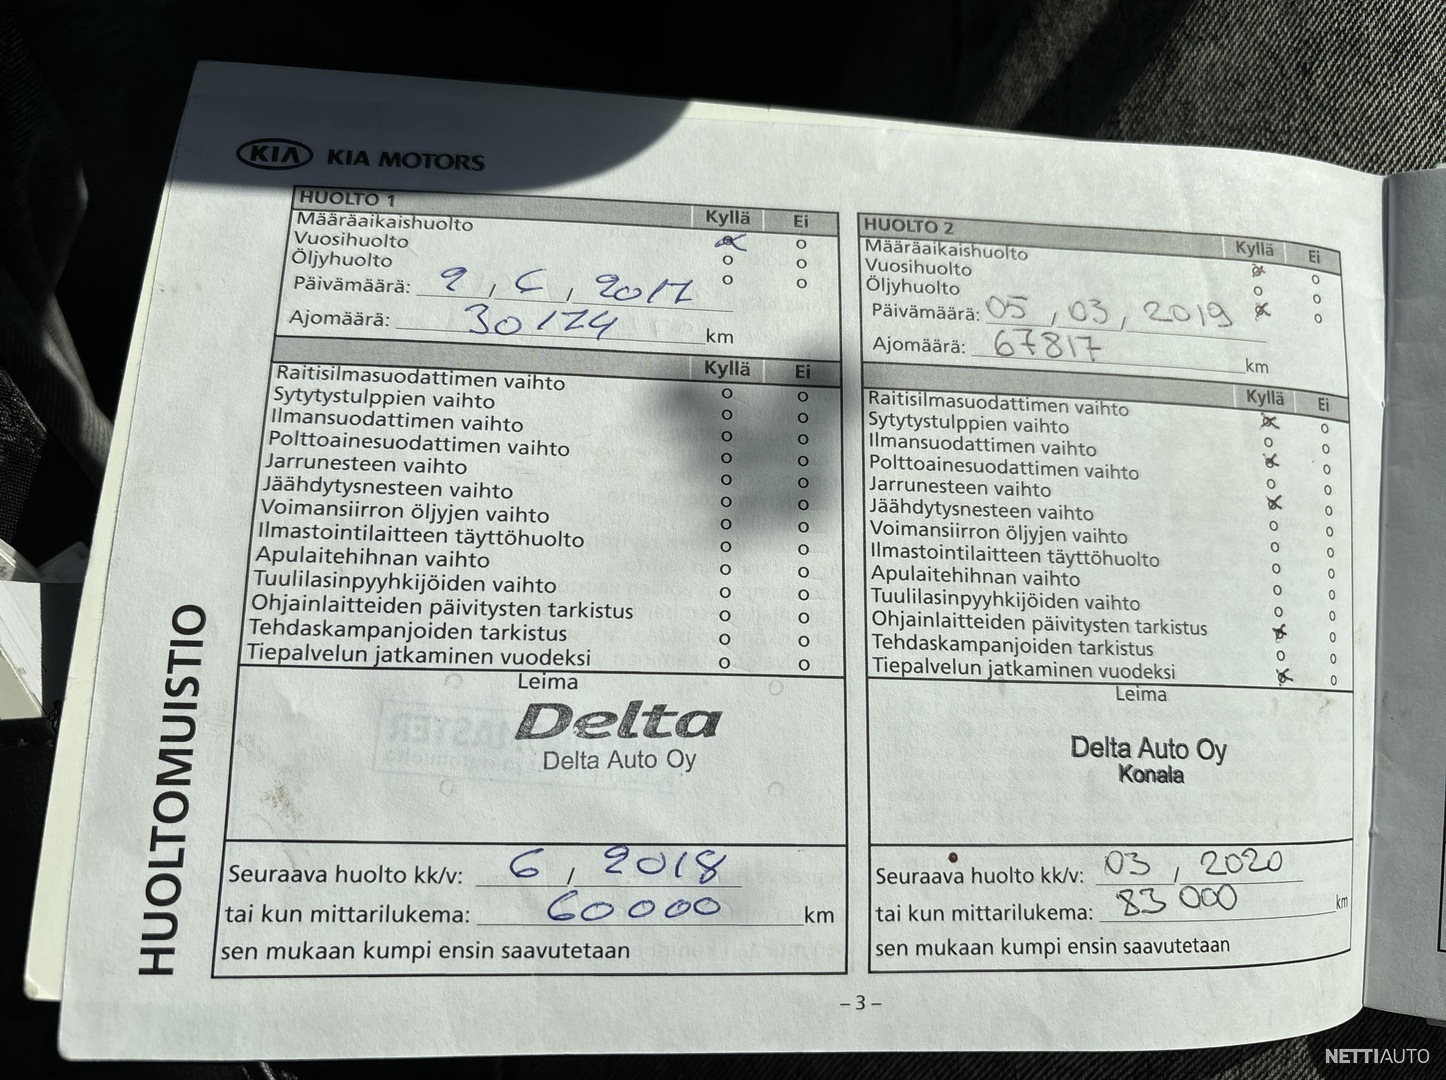 KIA KIA MOTORS
HUOLTOMUISTIO
HUOLTO 1 Kyllä Ei
Määräaikaishuolto
Vuosihuolto
Öljyhuolto
Päivämäärä: 9, 6, 2017
Ajomäärä: 30124 km
Kyllä Ei
Raitisilmasuodattimen vaihto
Sytytystulppien vaihto
Ilmansuodattimen vaihto
Polttoainesuodattimen vaihto
Jarrunesteen vaihto
Jäähdytysnesteen vaihto
Voimansiirron öljyjen vaihto
Ilmastointilaitteen täyttöhuolto
Apulaitehihnan vaihto
Tuulilasinpyyhkijöiden vaihto
Ohjainlaitteiden päivitysten tarkistus
Tehdaskampanjoiden tarkistus
Tiepalvelun jatkaminen vuodeksi
Leima
Delta
Delta Auto Oy
Seuraava huolto kk/v: 6, 2018
tai kun mittarilukema: 60000 km
sen mukaan kumpi ensin saavutetaan
HUOLTO 2 Kyllä Ei
Määräaikaishuolto
Vuosihuolto
Öljyhuolto
Päivämäärä: 05, 03, 2019
Ajomäärä: 67817 km
Kyllä Ei
Raitisilmasuodattimen vaihto
Sytytystulppien vaihto
Ilmansuodattimen vaihto
Polttoainesuodattimen vaihto
Jarrunesteen vaihto
Jäähdytysnesteen vaihto
Voimansiirron öljyjen vaihto
Ilmastointilaitteen täyttöhuolto
Apulaitehihnan vaihto
Tuulilasinpyyhkijöiden vaihto
Ohjainlaitteiden päivitysten tarkistus
Tehdaskampanjoiden tarkistus
Tiepalvelun jatkaminen vuodeksi
Leima
Delta Auto Oy
Konala
Seuraava huolto kk/v: 03, 2020
tai kun mittarilukema: 83 000 km
sen mukaan kumpi ensin saavutetaan
– 3 –
NETTIAUTO